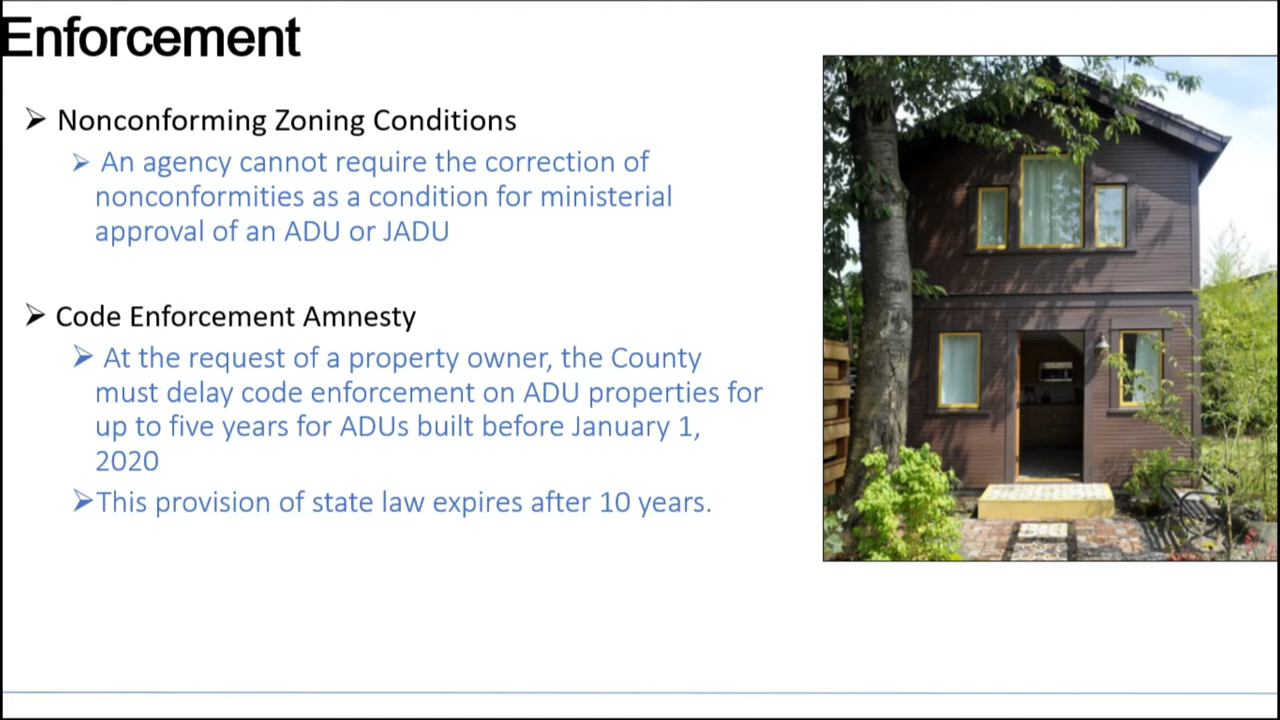 Enforcement
➢ Nonconforming Zoning Conditions
➢ An agency cannot require the correction of
nonconformities as a condition for ministerial
approval of an ADU or JADU
➢ Code Enforcement Amnesty
➢ At the request of a property owner, the County
must delay code enforcement on ADU properties for
up to five years for ADUs built before January 1,
2020
➢This provision of state law expires after 10 years.